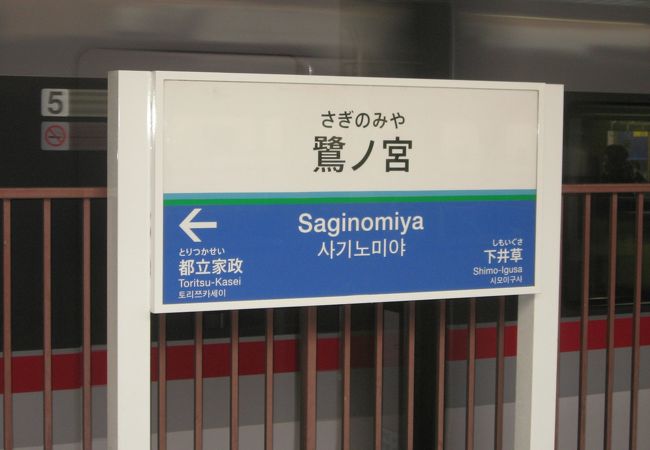 5
さぎのみや
鷺ノ宮
Saginomiya
사기노미야
←
とりつかせい
都立家政
Toritsu-Kasei
토리쯔카세이
しもいぐさ
下井草
Shimo-Igusa
시모이구사